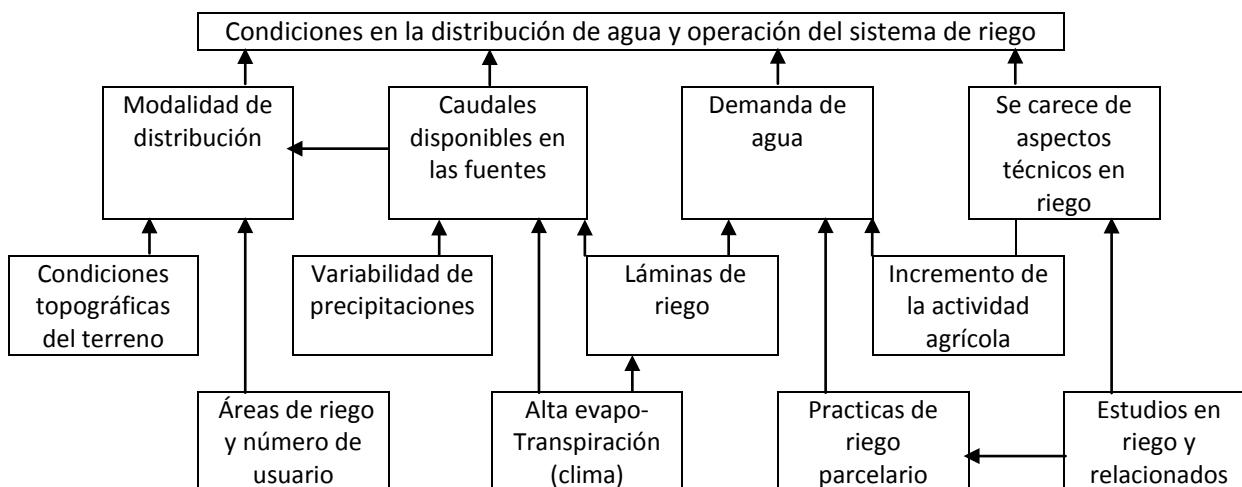 Condiciones en la distribución de agua y operación del sistema de riego
Modalidad de
distribución
Caudales
disponibles en
las fuentes
Demanda de
agua
Se carece de
aspectos
técnicos en
riego
Condiciones
topográficas
del terreno
Variabilidad de
precipitaciones
Láminas de
riego
Incremento de
la actividad
agrícola
Áreas de riego
y número de
usuario
Alta evapo-
Transpiración
(clima)
Practicas de
riego
parcelario
Estudios en
riego y
relacionados